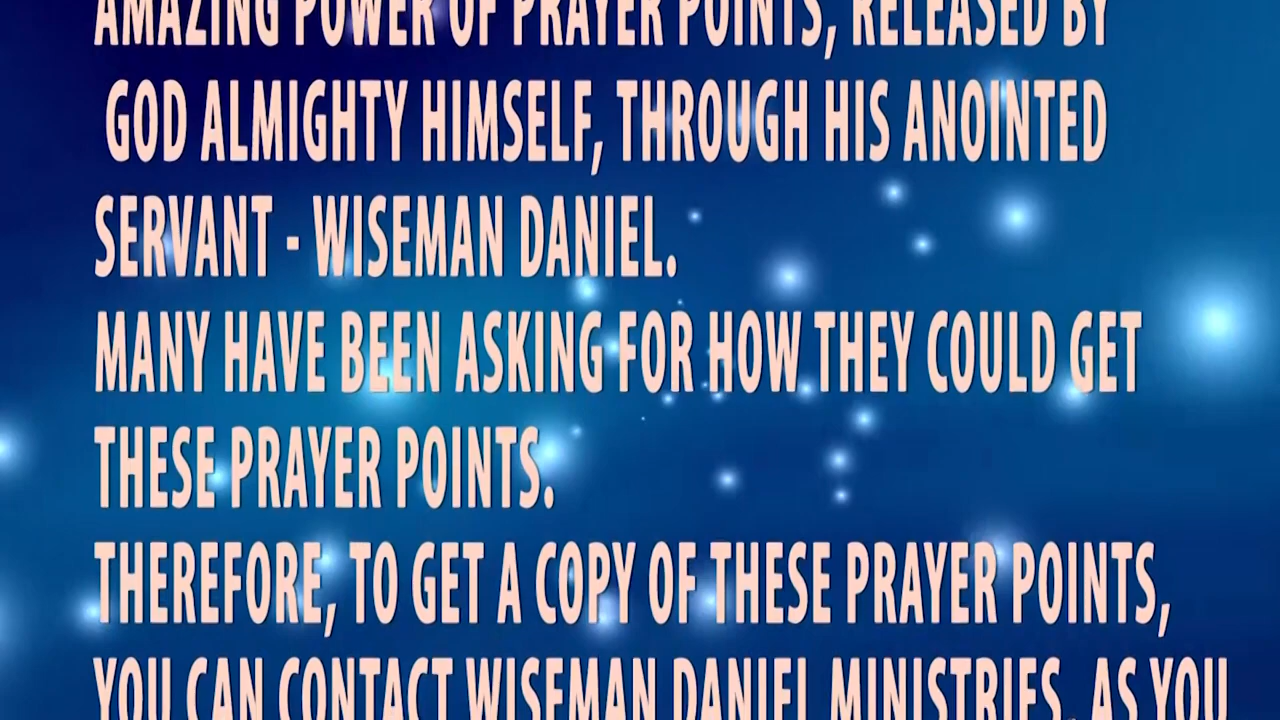 AMAZING POWER OF PRAYER POINTS, RELEASED BY
GOD ALMIGHTY HIMSELF, THROUGH HIS ANOINTED
SERVANT - WISEMAN DANIEL.
MANY HAVE BEEN ASKING FOR HOW THEY COULD GET
THESE PRAYER POINTS.
THEREFORE, TO GET A COPY OF THESE PRAYER POINTS,
YOU CAN CONTACT WISEMAN DANIEL MINISTRIES, AS YOU